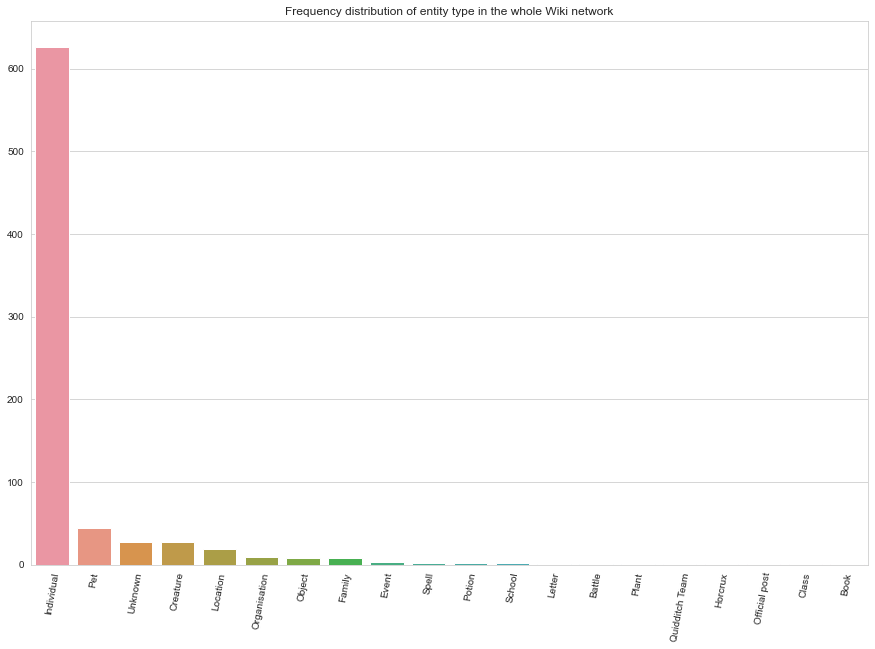 Frequency distribution of entity type in the whole Wiki network
600
500
400
300
200
100
0
Individual
Pet
Unknown
Creature
Location
Organisation
Object
Family
Event
Spell
Potion
School
Letter
Battle
Plant
Quidditch Team
Horcrux
Official post
Class
Book